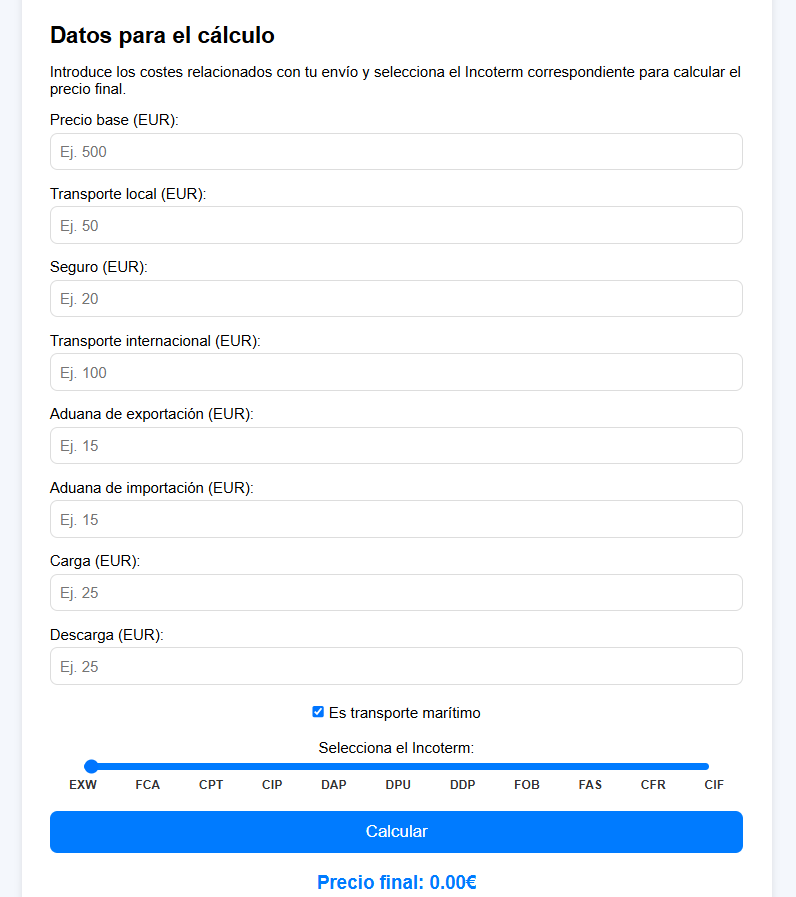 Datos para el cálculo
Introduce los costes relacionados con tu envío y selecciona el Incoterm correspondiente para calcular el
precio final.
Precio base (EUR):
Ej. 500
Transporte local (EUR):
Ej. 50
Seguro (EUR):
Ej. 20
Transporte internacional (EUR):
Ej. 100
Aduana de exportación (EUR):
Ej. 15
Aduana de importación (EUR):
Ej. 15
Carga (EUR):
Ej. 25
Descarga (EUR):
Ej. 25
Es transporte marítimo
Selecciona el Incoterm:
EXW FCA CPT CIP DAP DPU DDP FOB FAS CFR CIF
Calcular
Precio final: 0.00€